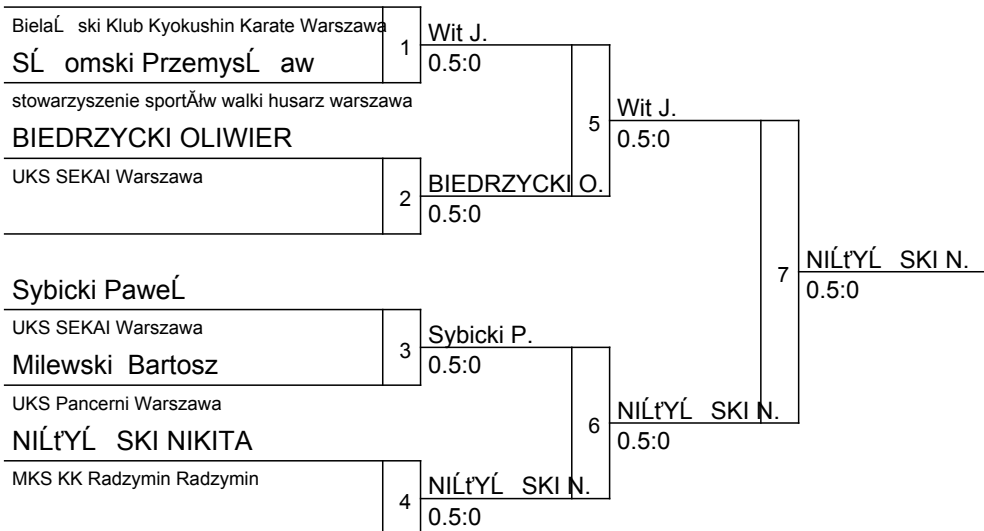 BielaĹ ski Klub Kyokushin Karate Warszawa
SĹ omski PrzemysĹ aw
stowarzyszenie sportĂłw walki husarz warszawa
BIEDRZYCKI OLIWIER
UKS SEKAI Warszawa
Sybicki PaweĹ
UKS SEKAI Warszawa
Milewski Bartosz
UKS Pancerni Warszawa
NIĹťYĹ SKI NIKITA
MKS KK Radzymin Radzymin
1
Wit J.
0.5:0
2
BIEDRZYCKI O.
0.5:0
3
Sybicki P.
0.5:0
4
NIĹťYĹ SKI N.
0.5:0
5
Wit J.
0.5:0
6
NIĹťYĹ SKI N.
0.5:0
7
NIĹťYĹ SKI N.
0.5:0